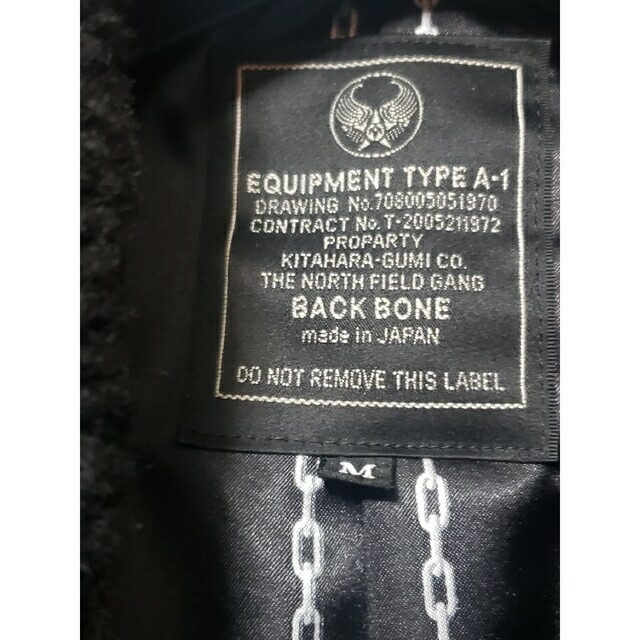 EQUIPMENT TYPE A-1
DRAWING No.708005051970
CONTRACT No.T-2005211972
PROPARTY
KITAHARA-GUMI CO.
THE NORTH FIELD GANG
BACK BONE
made in JAPAN
DO NOT REMOVE THIS LABEL
M